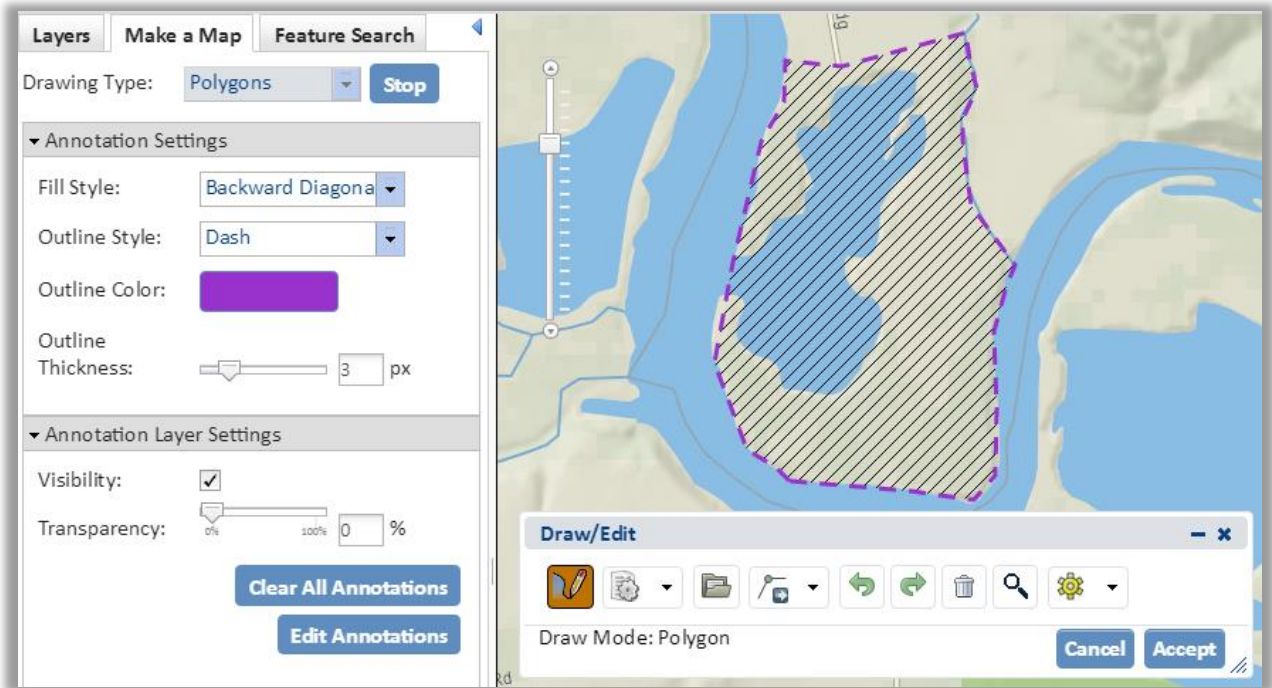 Layers Make a Map Feature Search
Drawing Type: Polygons Stop
Annotation Settings
Fill Style: Backward Diagona
Outline Style: Dash
Outline Color:
Outline
Thickness: 3 px
Annotation Layer Settings
Visibility:
Transparency: 0% 100% 0 %
Clear All Annotations
Edit Annotations
Draw/Edit
Draw Mode: Polygon
Cancel Accept
Rd